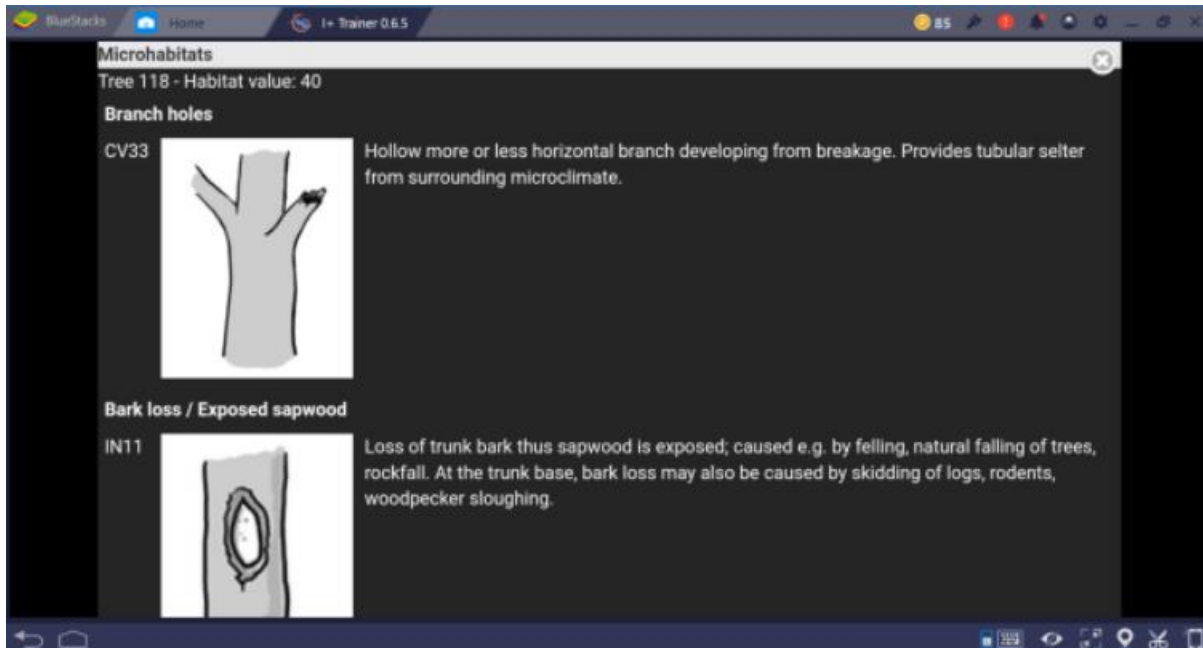 BlueStacks
Home
I+ Trainer 0.6.5
85
Microhabitats
Tree 118 - Habitat value: 40
Branch holes
CV33
Hollow more or less horizontal branch developing from breakage. Provides tubular selter
from surrounding microclimate.
Bark loss / Exposed sapwood
IN11
Loss of trunk bark thus sapwood is exposed; caused e.g. by felling, natural falling of trees,
rockfall. At the trunk base, bark loss may also be caused by skidding of logs, rodents,
woodpecker sloughing.